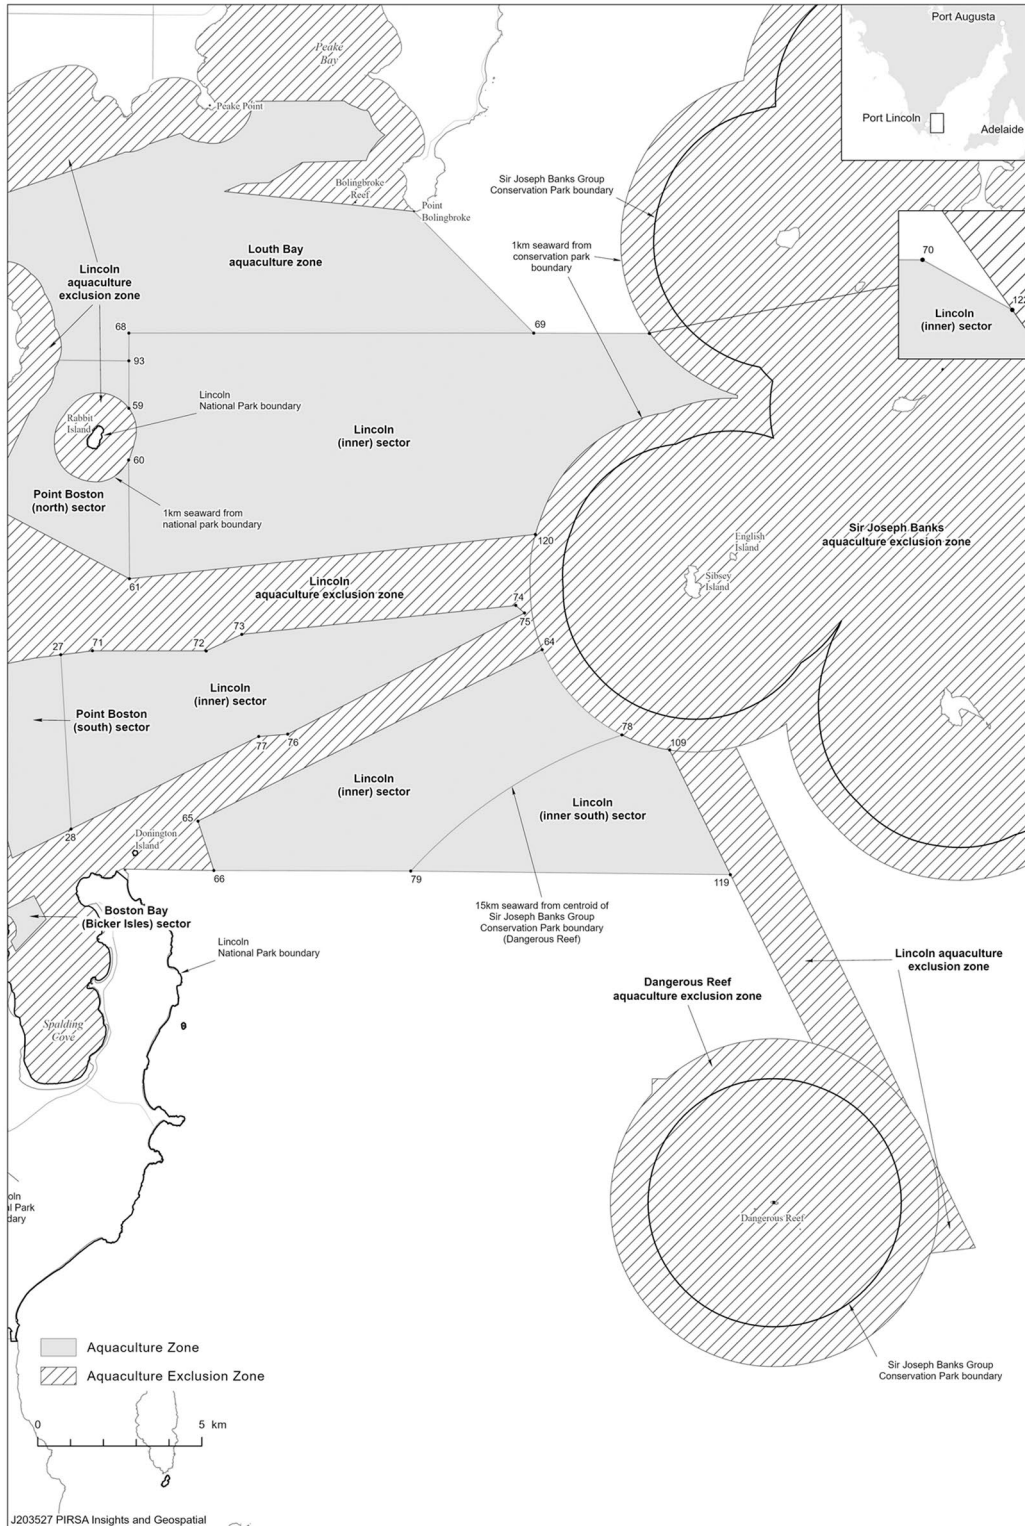 Port Augusta
Peake
Bay
Peake Point
Port Lincoln
Adelaide
Sir Joseph Banks Group
Conservation Park boundary
Bolingbroke
Reef
Point
Bolingbroke
Louth Bay
aquaculture zone
1km seaward from
conservation park
boundary
70
122
Lincoln
(inner) sector
Lincoln
aquaculture
exclusion zone
68
69
93
59
Lincoln
National Park boundary
Rabbit
Island
Lincoln
(inner) sector
60
Point Boston
(north) sector
1km seaward from
national park boundary
120
English
Island
Sir Joseph Banks
aquaculture exclusion zone
Sibsey
Island
61
Lincoln
aquaculture exclusion zone
74
75
73
27
71
72
64
Lincoln
(inner) sector
Point Boston
(south) sector
78
77
76
109
Lincoln
(inner) sector
Lincoln
(inner south) sector
65
28
Donington
Island
66
79
119
15km seaward from centroid of
Sir Joseph Banks Group
Conservation Park boundary
(Dangerous Reef)
Boston Bay
(Bicker Isles) sector
Lincoln
National Park boundary
Lincoln aquaculture
exclusion zone
Dangerous Reef
aquaculture exclusion zone
Spalding
Cove
oln
al Park
dary
Dangerous Reef
Aquaculture Zone
Aquaculture Exclusion Zone
Sir Joseph Banks Group
Conservation Park boundary
0 5 km
J203527 PIRSA Insights and Geospatial